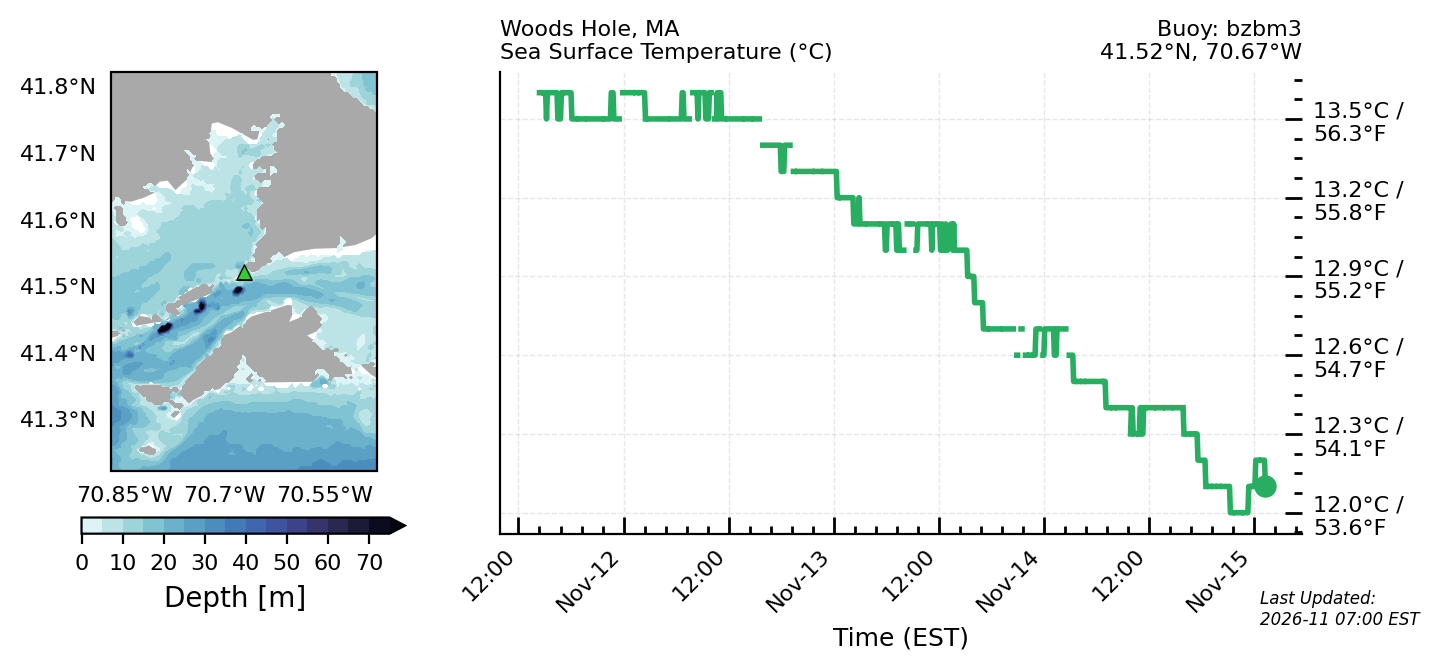 Woods Hole, MA
Sea Surface Temperature (°C)
Buoy: bzbm3
41.52°N, 70.67°W
41.8°N
41.7°N
41.6°N
41.5°N
41.4°N
41.3°N
70.85°W 70.7°W 70.55°W
0 10 20 30 40 50 60 70
Depth [m]
13.5°C /
56.3°F
13.2°C /
55.8°F
12.9°C /
55.2°F
12.6°C /
54.7°F
12.3°C /
54.1°F
12.0°C /
53.6°F
12:00 Nov-12 12:00 Nov-13 12:00 Nov-14 12:00 Nov-15
Time (EST)
Last Updated:
2026-11 07:00 EST